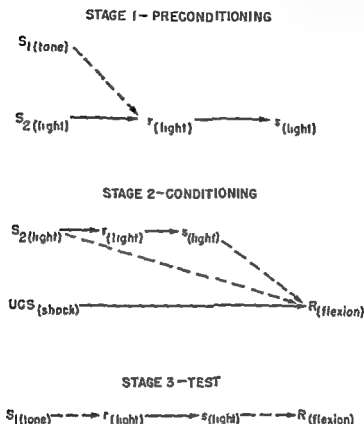 STAGE 1-PRECONDITIONING
S1(tone)
S2(light) r(light) s(light)
STAGE 2-CONDITIONING
S2(light) r(light) s(light)
UCS(shock) R(flexion)
STAGE 3-TEST
S1(tone) r(light) s(light) R(flexion)